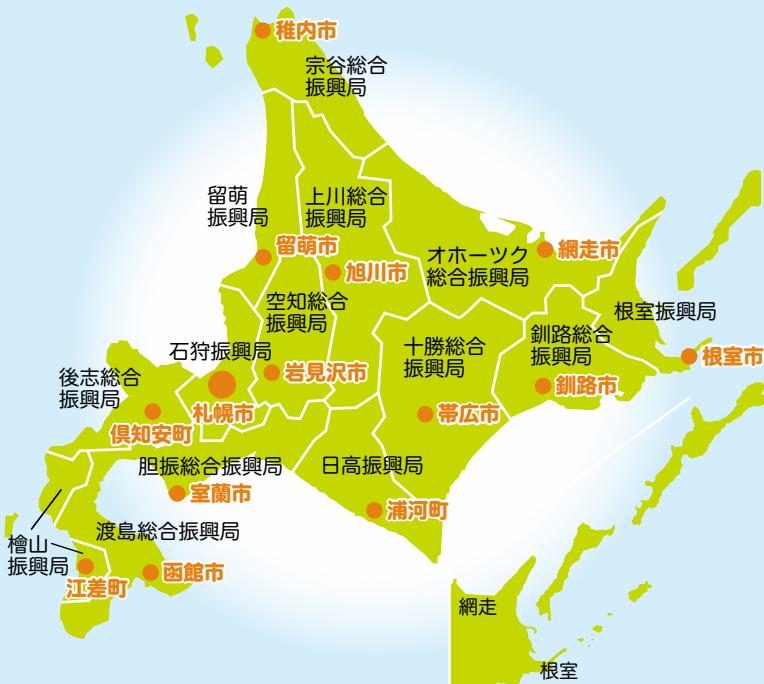 稚内市
宗谷総合
振興局
留萌
振興局
上川総合
振興局
留萌市
旭川市
オホーツク
総合振興局
網走市
空知総合
振興局
根室振興局
石狩振興局
岩見沢市
十勝総合
振興局
釧路総合
振興局
根室市
後志総合
振興局
札幌市
釧路市
倶知安町
帯広市
胆振総合振興局
日高振興局
室蘭市
浦河町
渡島総合振興局
檜山
振興局
江差町
函館市
網走
根室